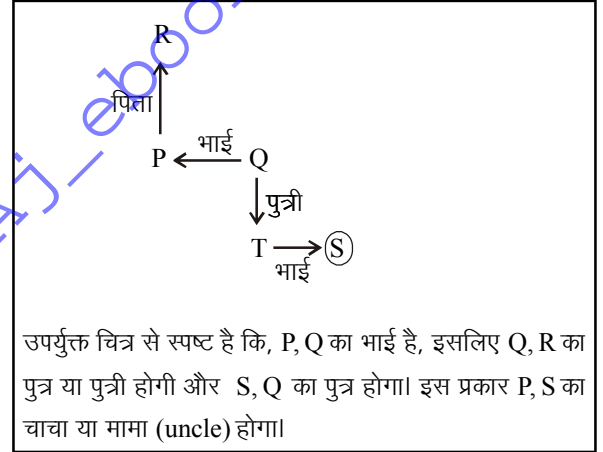 R
पिता
P भाई Q
पुत्री
T S
भाई
उपर्युक्त चित्र से स्पष्ट है कि, P, Q का भाई है, इसलिए Q, R का
पुत्र या पुत्री होगी और S, Q का पुत्र होगा। इस प्रकार P, S का
चाचा या मामा (uncle) होगा।